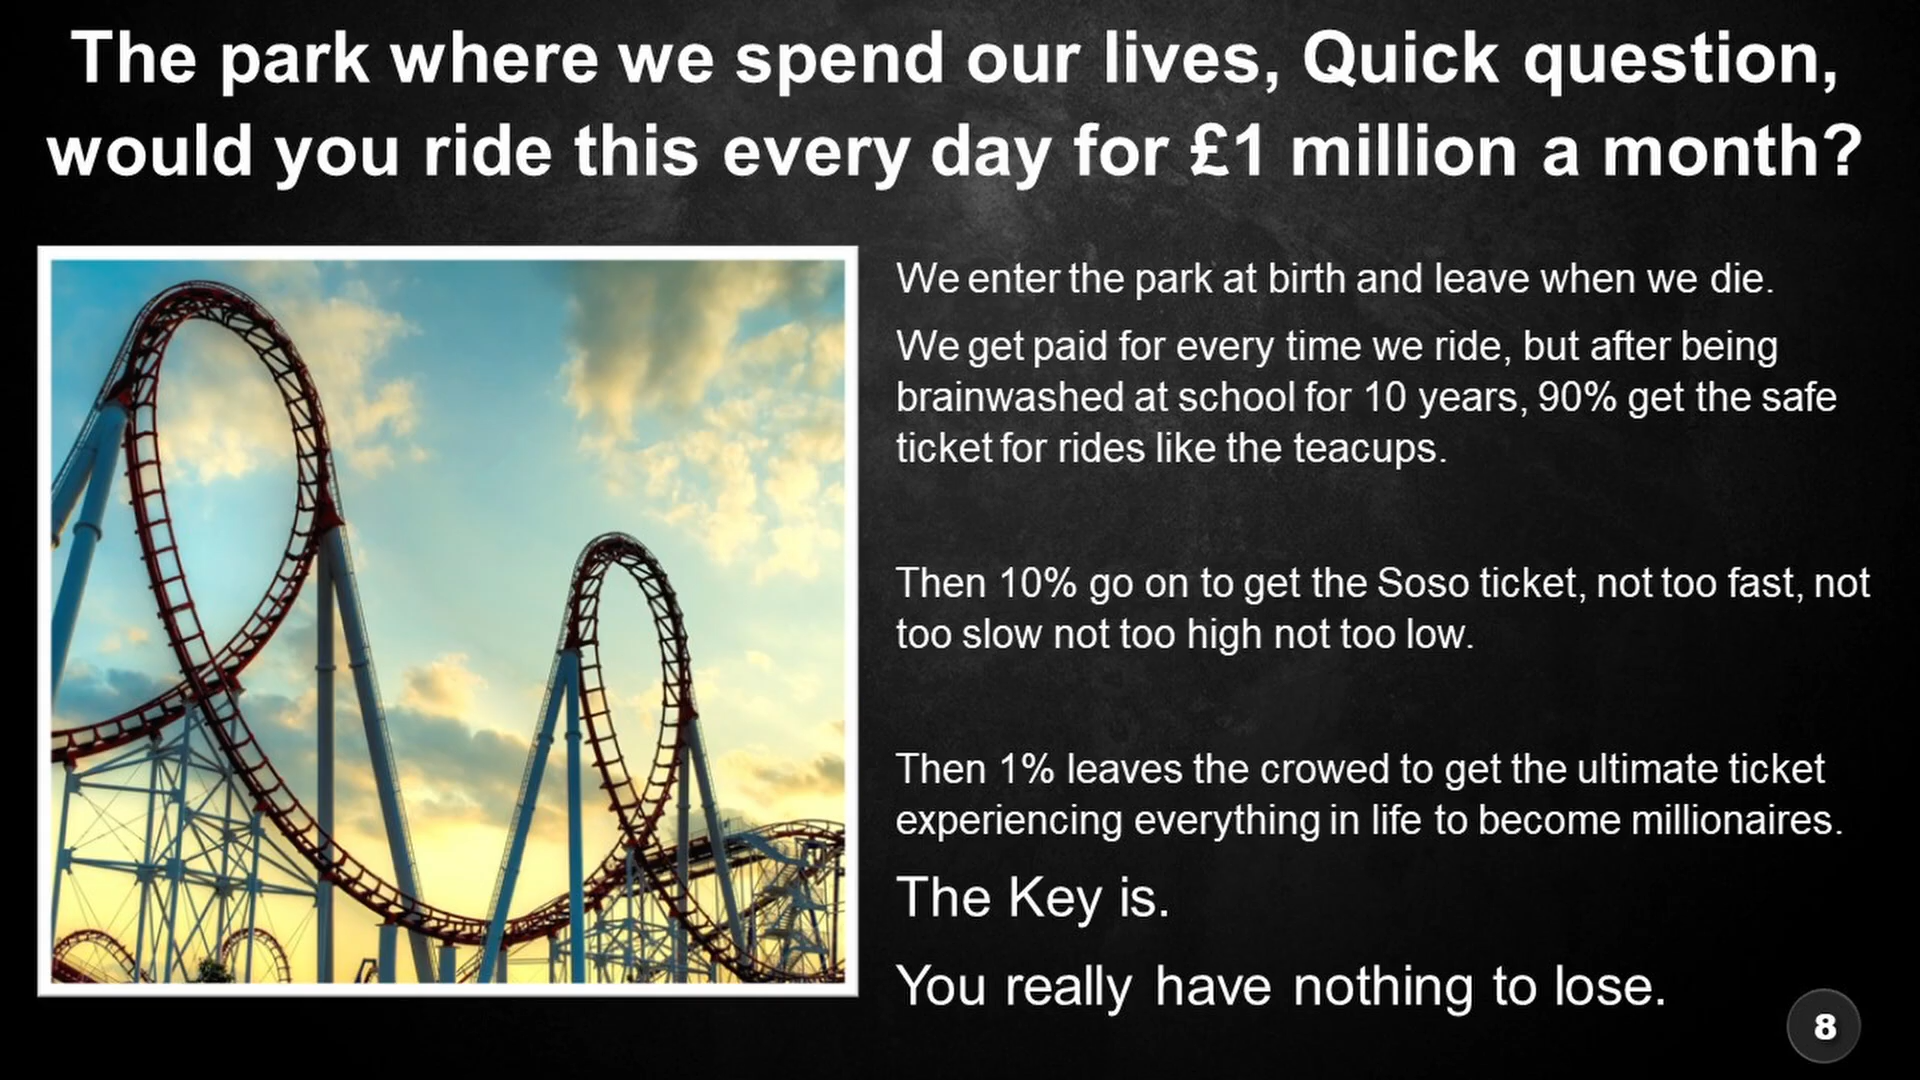 The park where we spend our lives, Quick question,
would you ride this every day for £1 million a month?
We enter the park at birth and leave when we die.
We get paid for every time we ride, but after being
brainwashed at school for 10 years, 90% get the safe
ticket for rides like the teacups.
Then 10% go on to get the Soso ticket, not too fast, not
too slow not too high not too low.
Then 1% leaves the crowed to get the ultimate ticket
experiencing everything in life to become millionaires.
The Key is.
You really have nothing to lose.
8